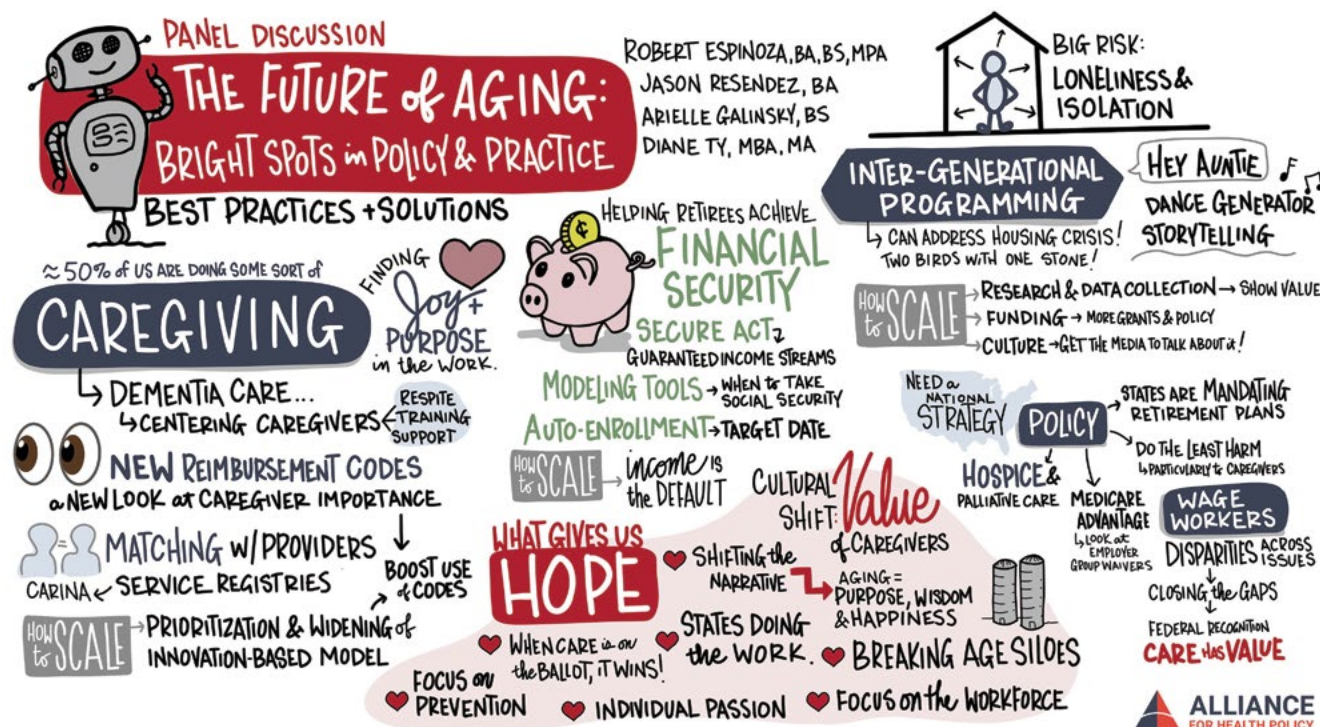 PANEL DISCUSSION
THE FUTURE of AGING:
BRIGHT SPOTS in POLICY & PRACTICE
BEST PRACTICES + SOLUTIONS
ROBERT ESPINOZA, BA, BS, MPA
JASON RESENDEZ, BA
ARIELLE GALINSKY, BS
DIANE TY, MBA, MA
≈ 50% of US ARE DOING SOME SORT of
CAREGIVING
DEMENTIA CARE...
CENTERING CAREGIVERS
RESPITE
TRAINING
SUPPORT
FINDING
Joy +
PURPOSE
in the WORK.
NEW REIMBURSEMENT CODES
a NEW LOOK at CAREGIVER IMPORTANCE
MATCHING w/ PROVIDERS
CARINA
SERVICE REGISTRIES
BOOST USE
of CODES
HOW
to SCALE
PRIORITIZATION & WIDENING of
INNOVATION-BASED MODEL
HELPING RETIREES ACHIEVE
FINANCIAL
SECURITY
SECURE ACT
GUARANTEED INCOME STREAMS
MODELING TOOLS
WHEN to TAKE
SOCIAL SECURITY
AUTO-ENROLLMENT → TARGET DATE
HOW
to SCALE
income IS
the DEFAULT
¢
WHAT GIVES US
HOPE
CULTURAL
SHIFT: Value
of CAREGIVERS
SHIFTING the
NARRATIVE
AGING =
PURPOSE, WISDOM
& HAPPINESS
WHEN CARE is on
the BALLOT, IT WINS!
STATES DOING
the WORK.
BREAKING AGE SILOES
FOCUS on
PREVENTION
INDIVIDUAL PASSION
FOCUS on the WORKFORCE
BIG RISK:
LONELINESS &
ISOLATION
INTER-GENERATIONAL
PROGRAMMING
CAN ADDRESS HOUSING CRISIS!
TWO BIRDS WITH ONE STONE!
HEY AUNTIE
DANCE GENERATOR
STORYTELLING
HOW
to SCALE
RESEARCH & DATA COLLECTION → SHOW VALUE
FUNDING → MORE GRANTS & POLICY
CULTURE → GET THE MEDIA TO TALK ABOUT it!
NEED a
NATIONAL
STRATEGY
POLICY
STATES ARE MANDATING
RETIREMENT PLANS
DO THE LEAST HARM
PARTICULARLY to CAREGIVERS
HOSPICE &
PALLIATIVE CARE
MEDICARE
ADVANTAGE
LOOK at
EMPLOYER
GROUP WAIVERS
WAGE
WORKERS
DISPARITIES ACROSS
ISSUES
CLOSING the GAPS
FEDERAL RECOGNITION
CARE HAS VALUE
ALLIANCE
FOR HEALTH POLICY